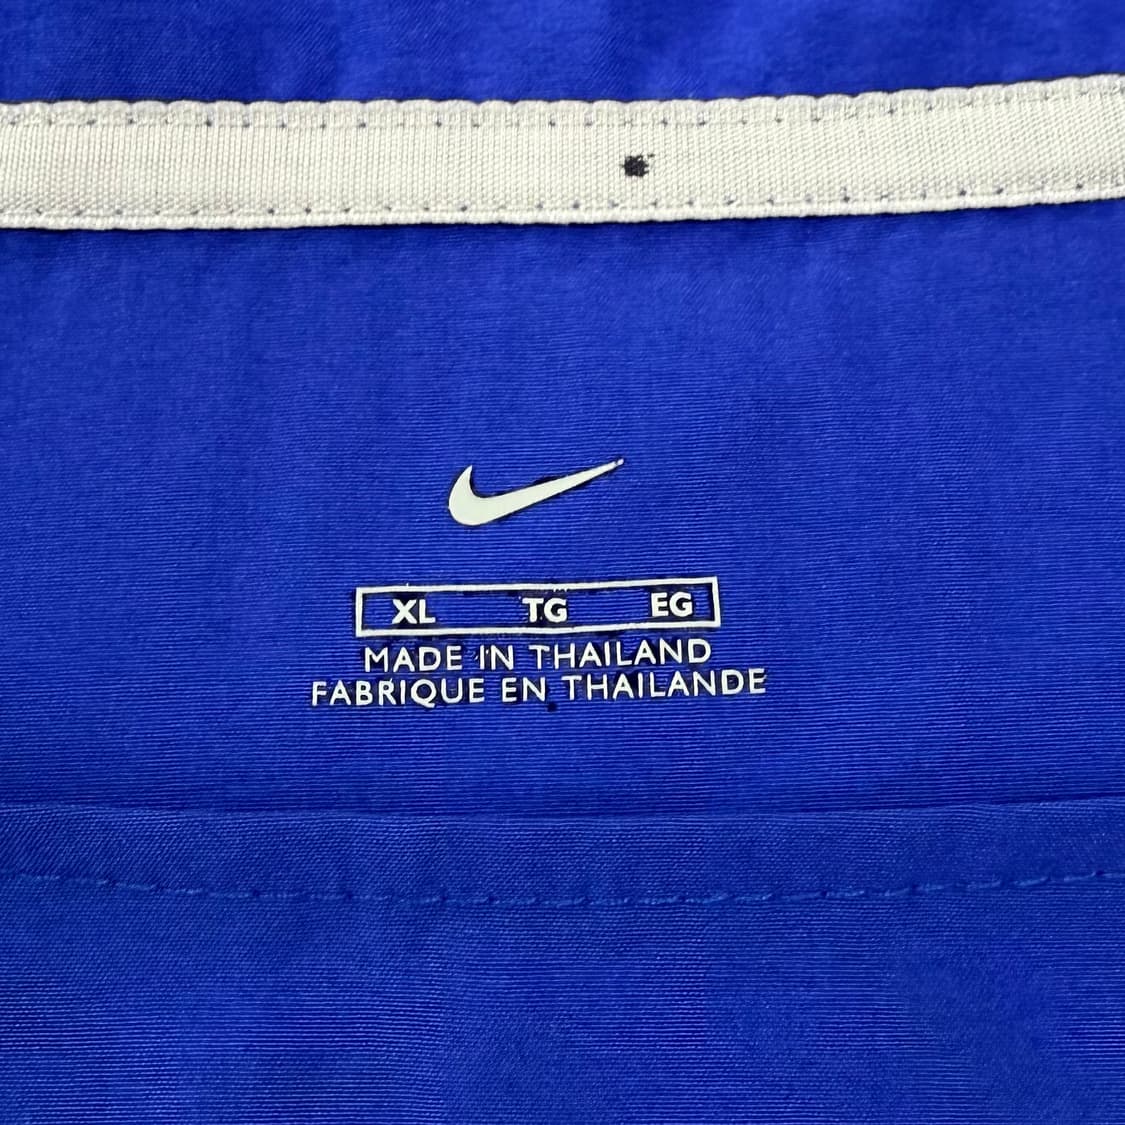 XL TG EG
MADE IN THAILAND
FABRIQUE EN THAILANDE